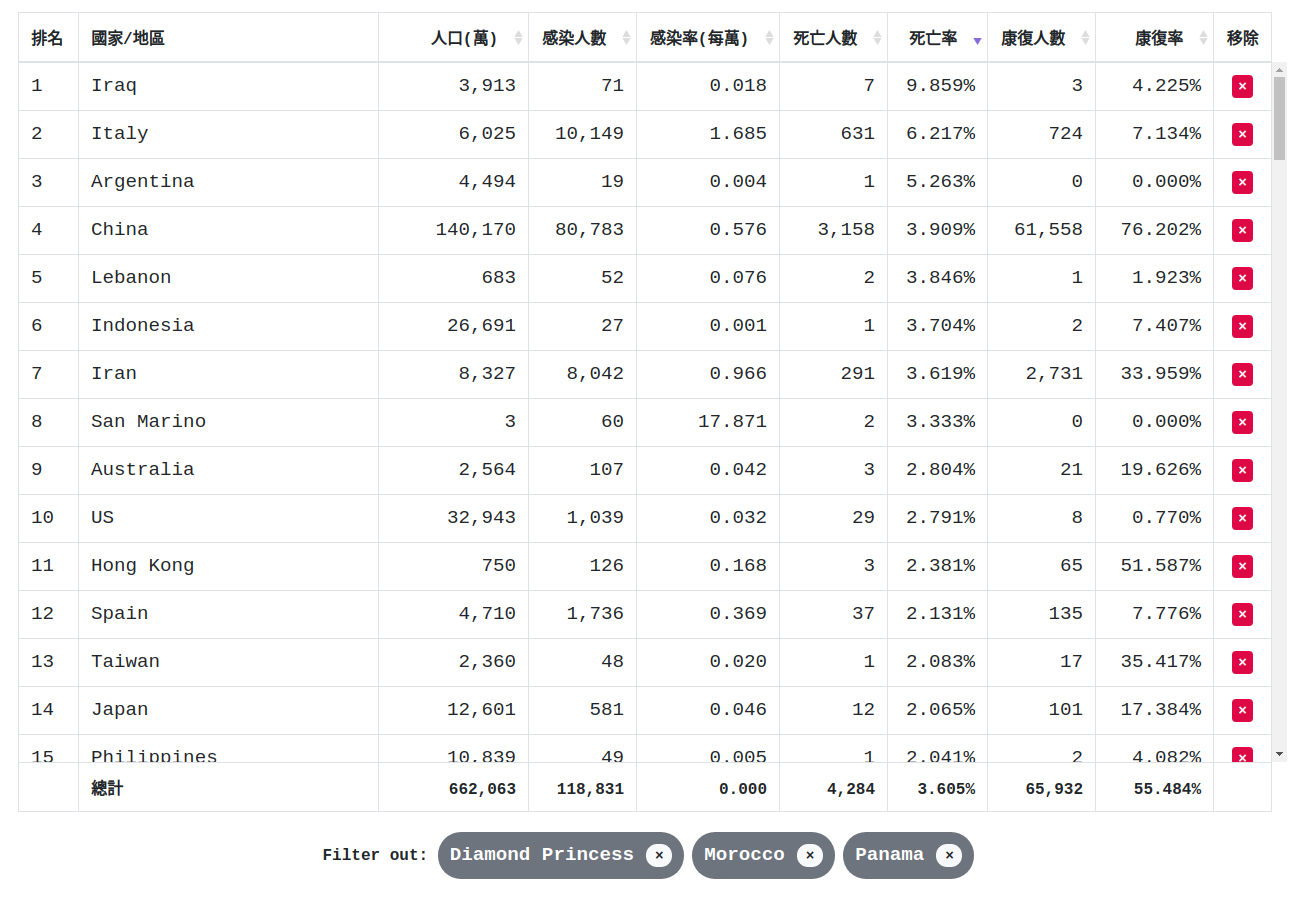 排名 國家/地區 人口(萬) 感染人數 感染率(每萬) 死亡人數 死亡率 康復人數 康復率 移除
1 Iraq 3,913 71 0.018 7 9.859% 3 4.225% ×
2 Italy 6,025 10,149 1.685 631 6.217% 724 7.134% ×
3 Argentina 4,494 19 0.004 1 5.263% 0 0.000% ×
4 China 140,170 80,783 0.576 3,158 3.909% 61,558 76.202% ×
5 Lebanon 683 52 0.076 2 3.846% 1 1.923% ×
6 Indonesia 26,691 27 0.001 1 3.704% 2 7.407% ×
7 Iran 8,327 8,042 0.966 291 3.619% 2,731 33.959% ×
8 San Marino 3 60 17.871 2 3.333% 0 0.000% ×
9 Australia 2,564 107 0.042 3 2.804% 21 19.626% ×
10 US 32,943 1,039 0.032 29 2.791% 8 0.770% ×
11 Hong Kong 750 126 0.168 3 2.381% 65 51.587% ×
12 Spain 4,710 1,736 0.369 37 2.131% 135 7.776% ×
13 Taiwan 2,360 48 0.020 1 2.083% 17 35.417% ×
14 Japan 12,601 581 0.046 12 2.065% 101 17.384% ×
15 Philippines 10,839 49 0.005 1 2.041% 2 4.082% ×
總計 662,063 118,831 0.000 4,284 3.605% 65,932 55.484%
Filter out: Diamond Princess × Morocco × Panama ×